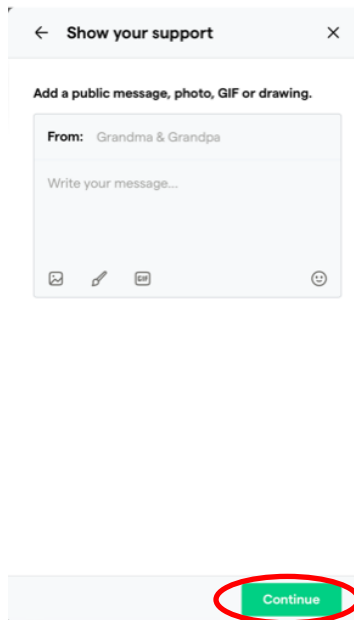 Show your support
Add a public message, photo, GIF or drawing.
From: Grandma & Grandpa
Write your message...
GIF
Continue